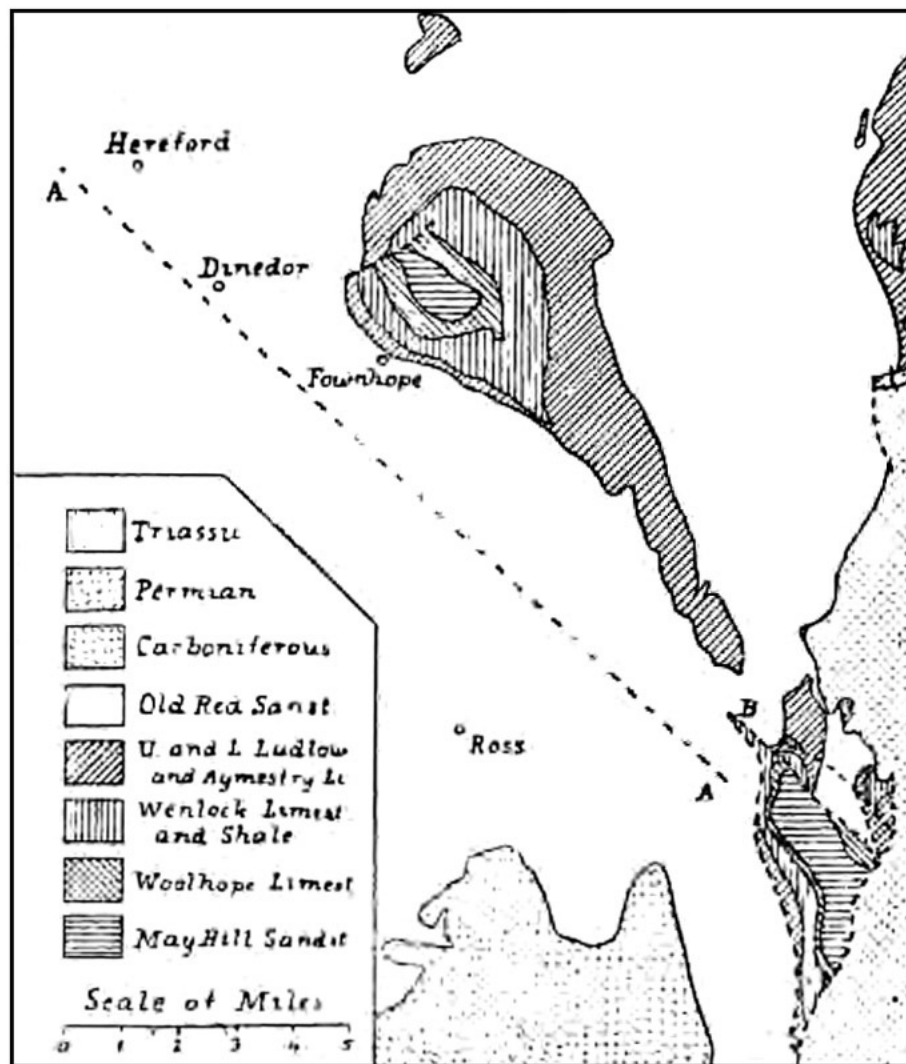 Hereford
A
Dinedor
Fownhope
B
Ross
A
Triassic
Permian
Carboniferous
Old Red Sanst.
U. and L Ludlow
and Aymestry Li
Wenlock Limest
and Shale
Woolhope Limest
May Hill Sandst
Scale of Miles
0 1 2 3 4 5